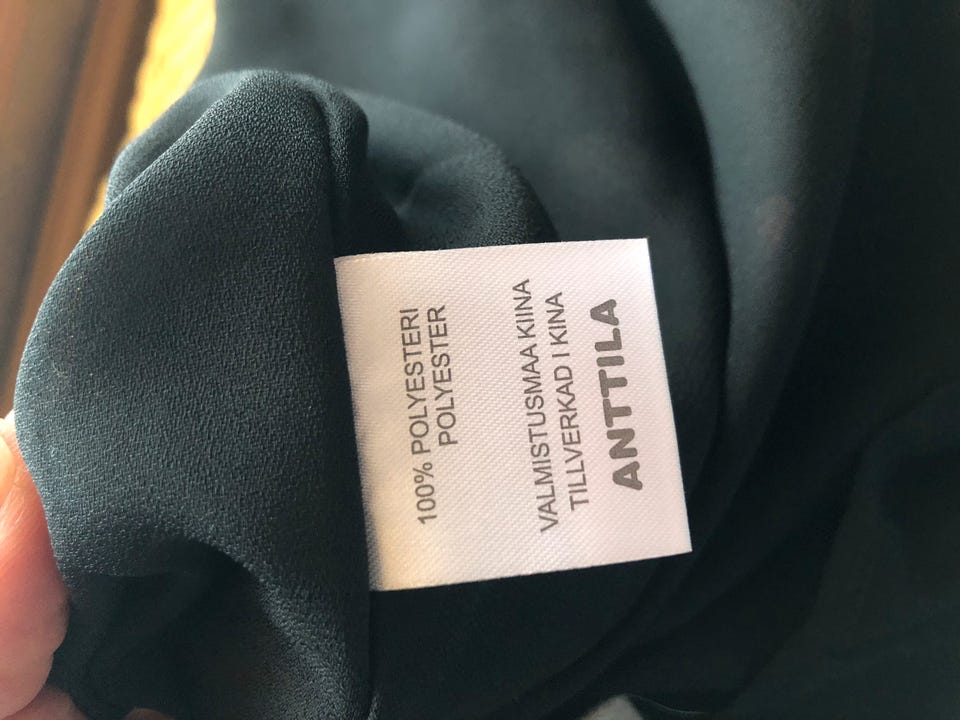 100% POLYESTERI
POLYESTER
VALMISTUSMAA KIINA
TILLVERKAD I KINA
ANTTILA